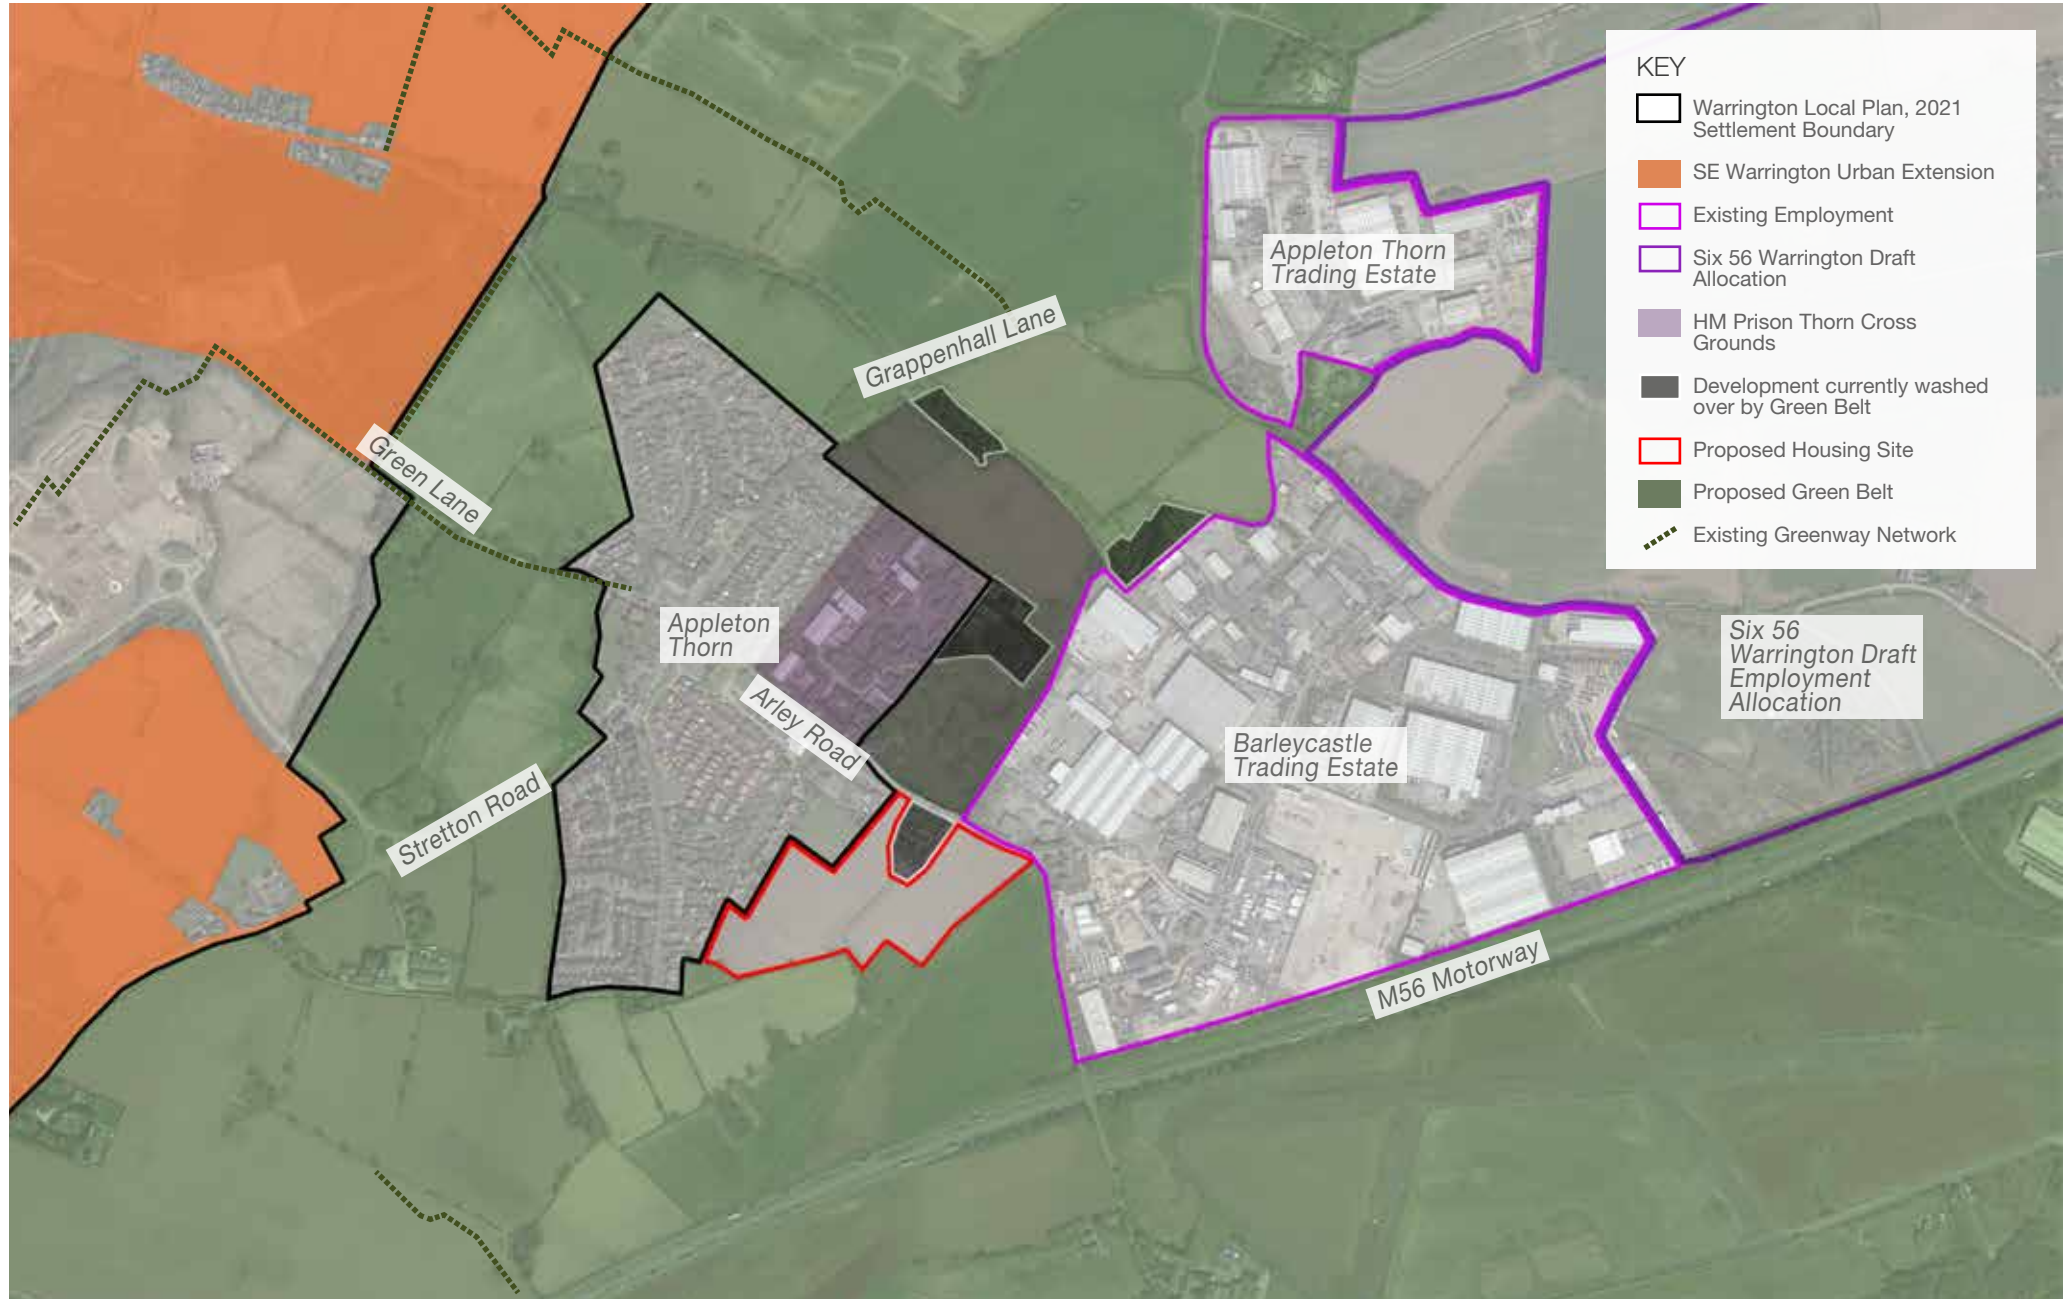 KEY
Warrington Local Plan, 2021
Settlement Boundary
SE Warrington Urban Extension
Existing Employment
Six 56 Warrington Draft
Allocation
HM Prison Thorn Cross
Grounds
Development currently washed
over by Green Belt
Proposed Housing Site
Proposed Green Belt
Existing Greenway Network
Appleton Thorn
Trading Estate
Grappenhall Lane
Green Lane
Appleton
Thorn
Arley Road
Stretton Road
Barleycastle
Trading Estate
Six 56
Warrington Draft
Employment
Allocation
M56 Motorway